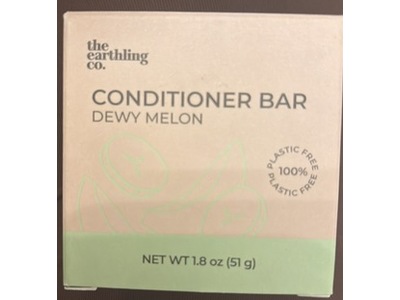 the
earthling
co.
CONDITIONER BAR
DEWY MELON
PLASTIC FREE
100%
PLASTIC FREE
NET WT 1.8 oz (51 g)